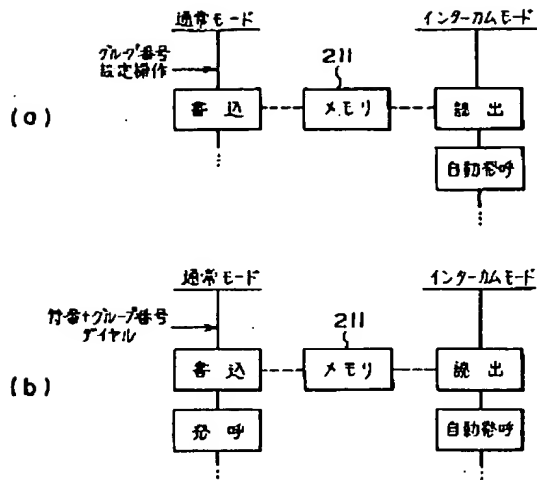 通常モード
インターカムモード
グループ番号
設定操作
211
(a)
書込
メモリ
読出
自動発呼
通常モード
インターカムモード
特番+グループ番号
ダイヤル
211
(b)
書込
メモリ
読出
発呼
自動発呼